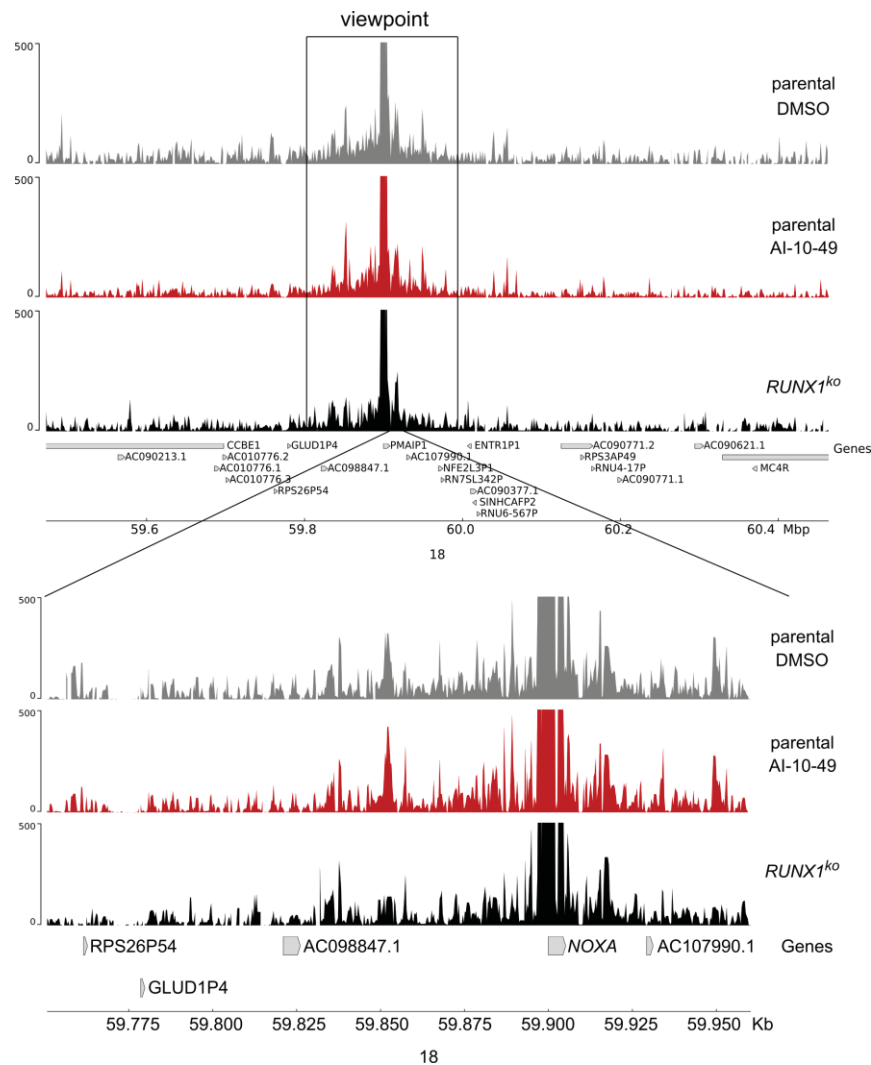 viewpoint
500
0
parental
DMSO
500
0
parental
AI-10-49
500
0
RUNX1ko
CCBE1
GLUD1P4
PMAIP1
ENTR1P1
AC090771.2
AC090621.1
Genes
AC090213.1
AC010776.2
AC107990.1
RPS3AP49
AC010776.1
AC098847.1
NFE2L3P1
RNU4-17P
MC4R
AC010776.3
RN7SL342P
AC090771.1
RPS26P54
AC090377.1
SINHCAFP2
RNU6-567P
59.6
59.8
60.0
60.2
60.4 Mbp
18
500
0
parental
DMSO
500
0
parental
AI-10-49
500
0
RUNX1ko
RPS26P54
AC098847.1
NOXA
AC107990.1
Genes
GLUD1P4
59.775
59.800
59.825
59.850
59.875
59.900
59.925
59.950 Kb
18